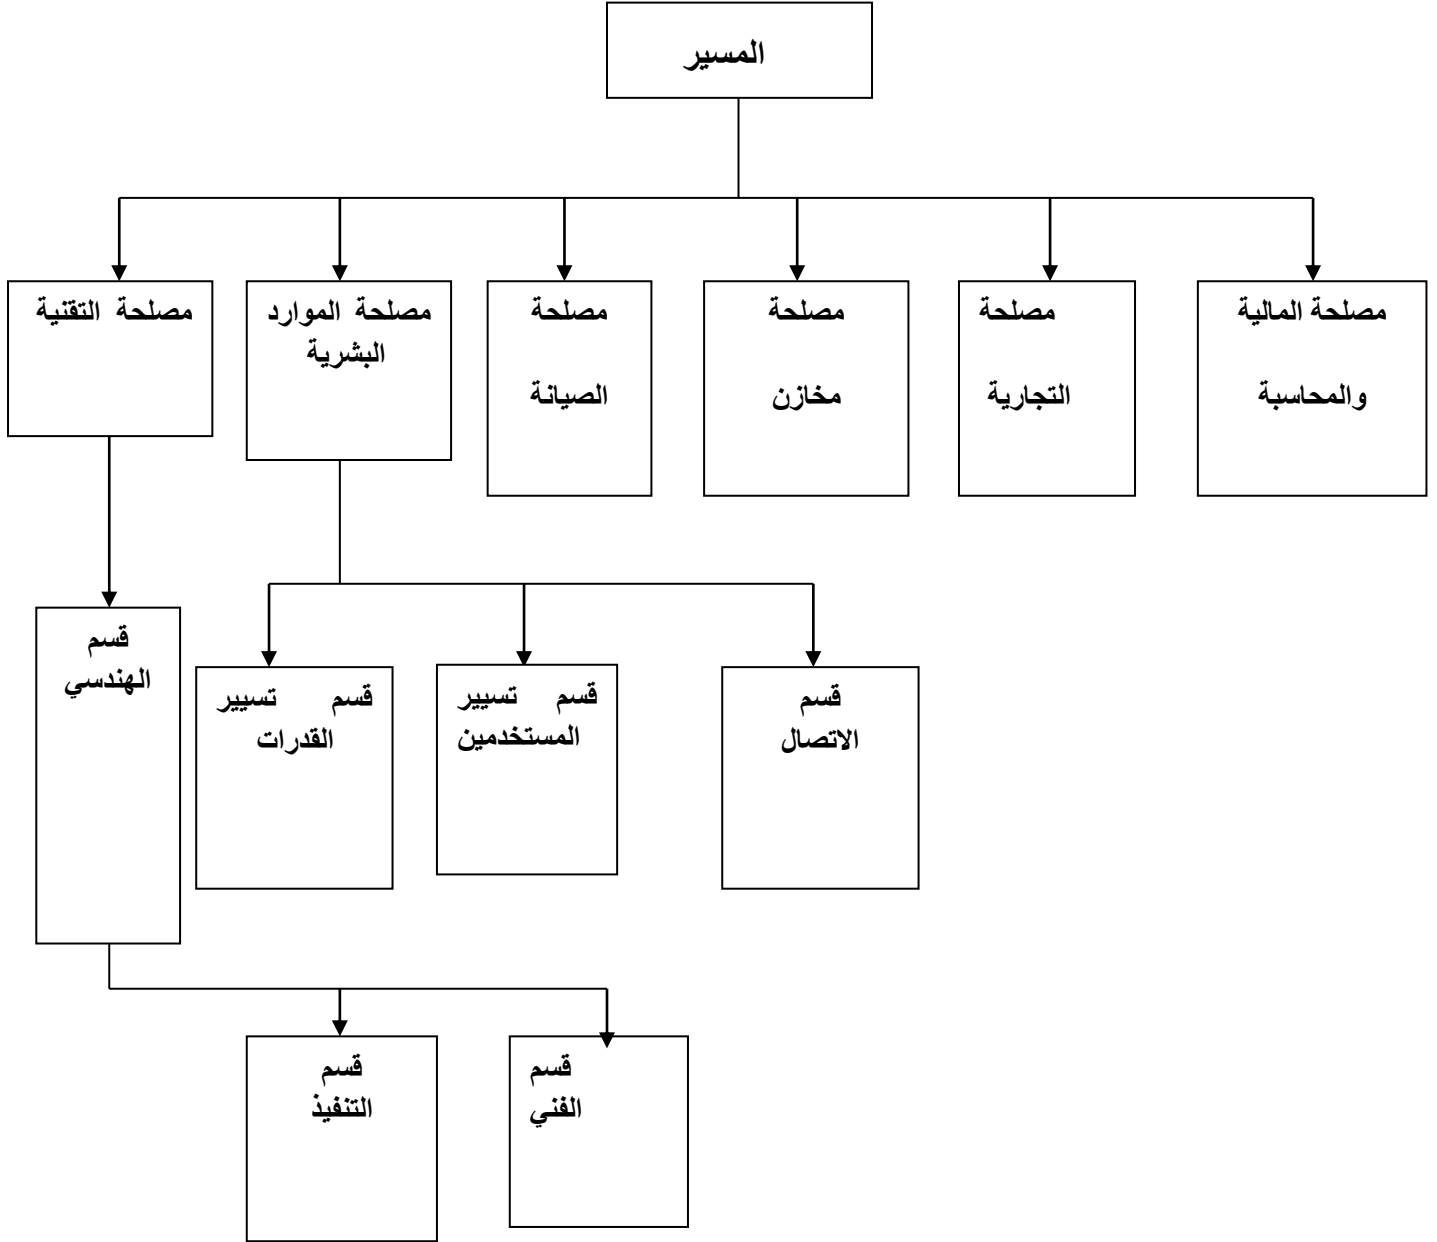 المسير
مصلحة المالية
والمحاسبة
مصلحة
التجارية
مصلحة
مخازن
مصلحة
الصيانة
مصلحة الموارد
البشرية
مصلحة التقنية
قسم
الاتصال
قسم تسيير
المستخدمين
قسم تسيير
القدرات
قسم
الهندسي
قسم
الفني
قسم
التنفيذ